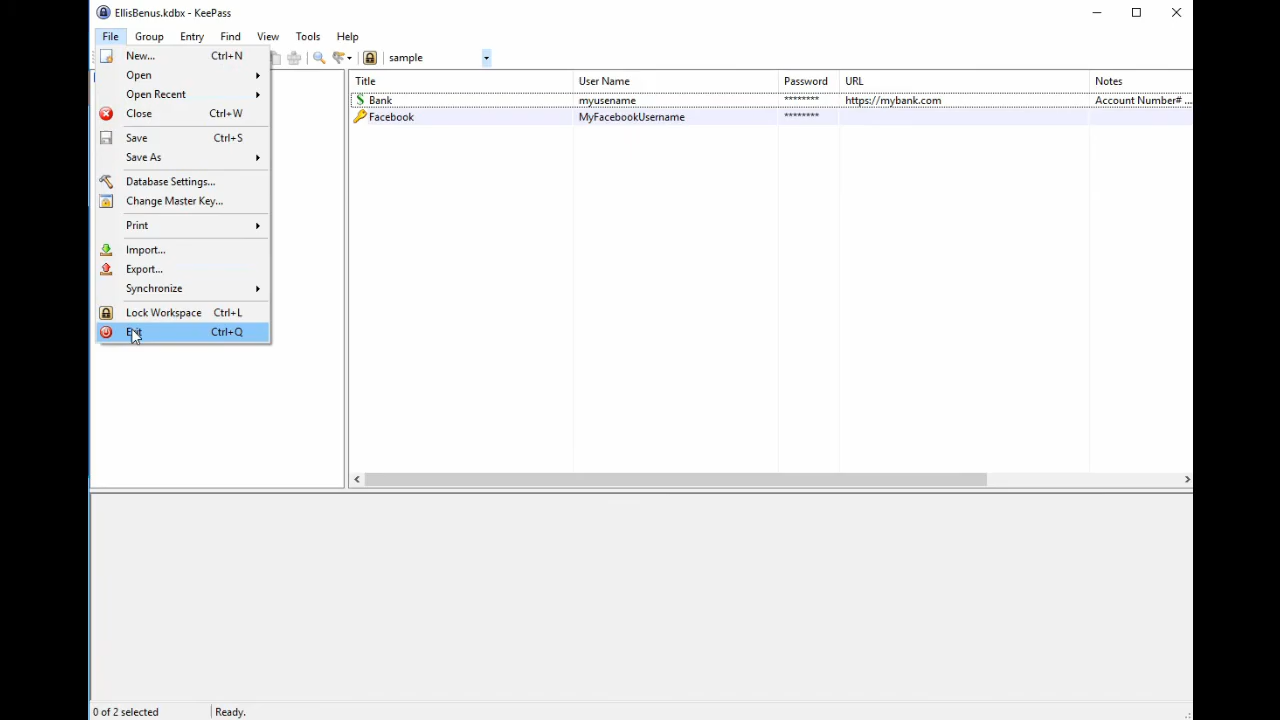 EllisBenus.kdbx - KeePass
File Group Entry Find View Tools Help
sample
New... Ctrl+N
Open
Open Recent
Close Ctrl+W
Save Ctrl+S
Save As
Database Settings...
Change Master Key...
Print
Import...
Export...
Synchronize
Lock Workspace Ctrl+L
Exit Ctrl+Q
Title User Name Password URL Notes
Bank myusename ******** https://mybank.com Account Number# ...
Facebook MyFacebookUsername ********
0 of 2 selected Ready.